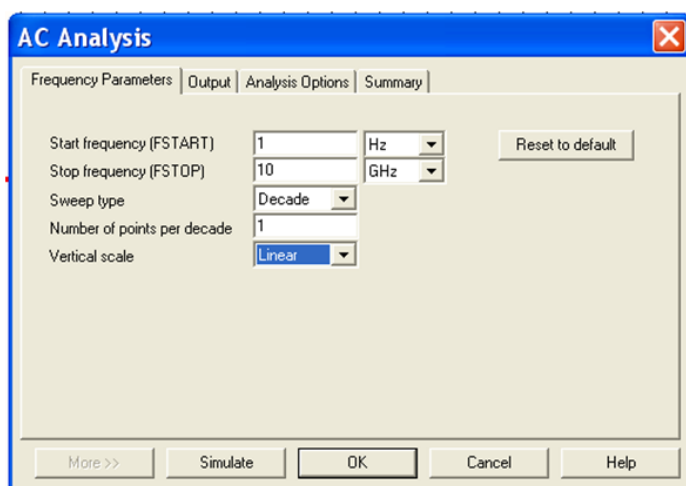 AC Analysis
Frequency Parameters Output Analysis Options Summary
Start frequency (FSTART) 1 Hz Reset to default
Stop frequency (FSTOP) 10 GHz
Sweep type Decade
Number of points per decade 1
Vertical scale Linear
More >> Simulate OK Cancel Help